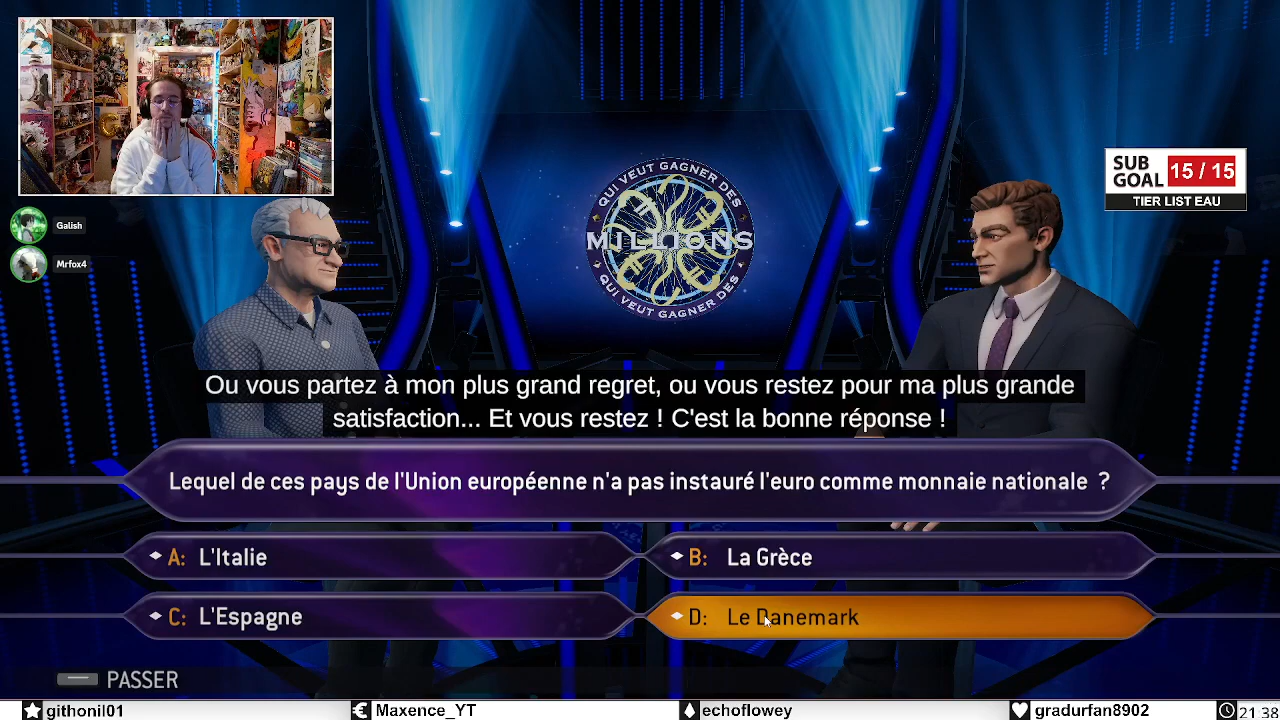 QUI VEUT GAGNER DES
MILLIONS
QUI VEUT GAGNER DES
SUB GOAL 15 / 15
TIER LIST EAU
Galish
Mrfox4
Ou vous partez à mon plus grand regret, ou vous restez pour ma plus grande
satisfaction... Et vous restez ! C'est la bonne réponse !
Lequel de ces pays de l'Union européenne n'a pas instauré l'euro comme monnaie nationale ?
A: L'Italie
B: La Grèce
C: L'Espagne
D: Le Danemark
PASSER
githonil01
Maxence_YT
echoflowey
gradurfan8902
21:38